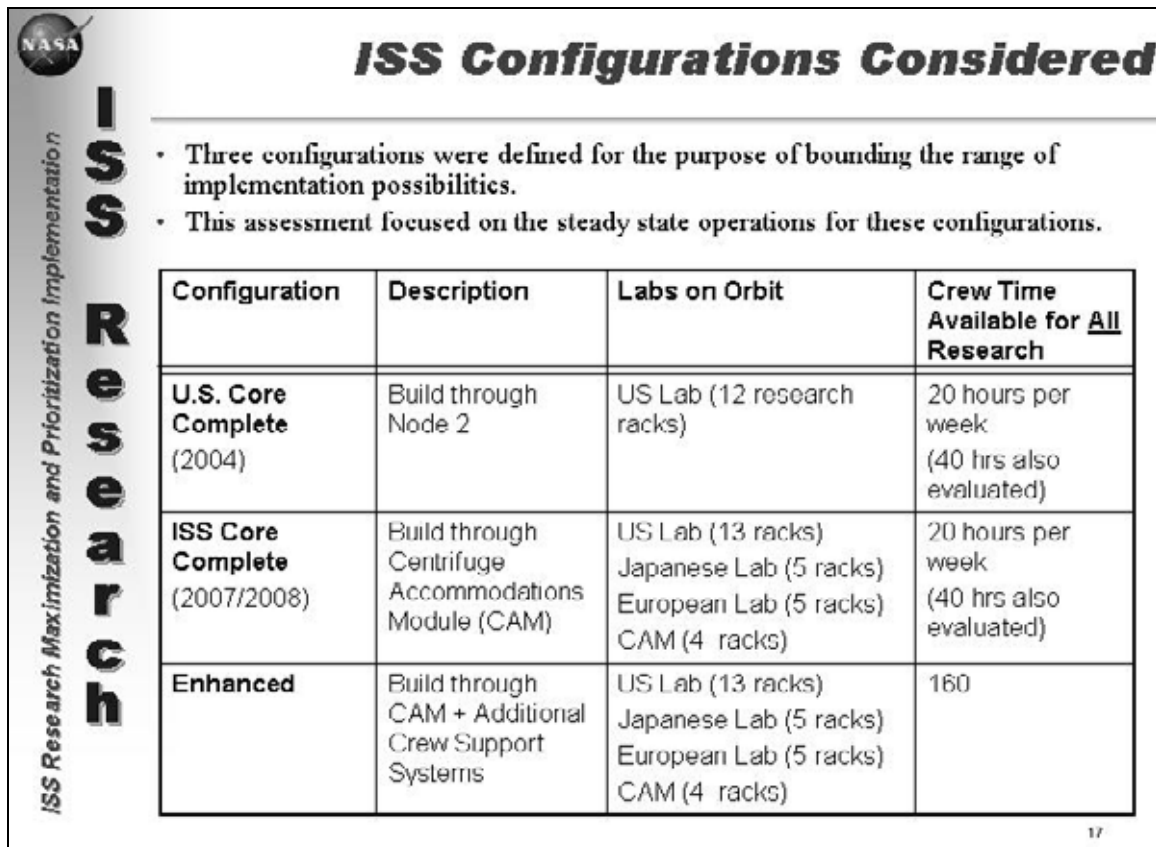 NASA
ISS Configurations Considered
ISS Research
ISS Research Maximization and Prioritization Implementation
• Three configurations were defined for the purpose of bounding the range of
implementation possibilities.
• This assessment focused on the steady state operations for these configurations.
Configuration
Description
Labs on Orbit
Crew Time
Available for All
Research
U.S. Core
Complete
(2004)
Build through
Node 2
US Lab (12 research
racks)
20 hours per
week
(40 hrs also
evaluated)
ISS Core
Complete
(2007/2008)
Build through
Centrifuge
Accommodations
Module (CAM)
US Lab (13 racks)
Japanese Lab (5 racks)
European Lab (5 racks)
CAM (4 racks)
20 hours per
week
(40 hrs also
evaluated)
Enhanced
Build through
CAM + Additional
Crew Support
Systems
US Lab (13 racks)
Japanese Lab (5 racks)
European Lab (5 racks)
CAM (4 racks)
160
17